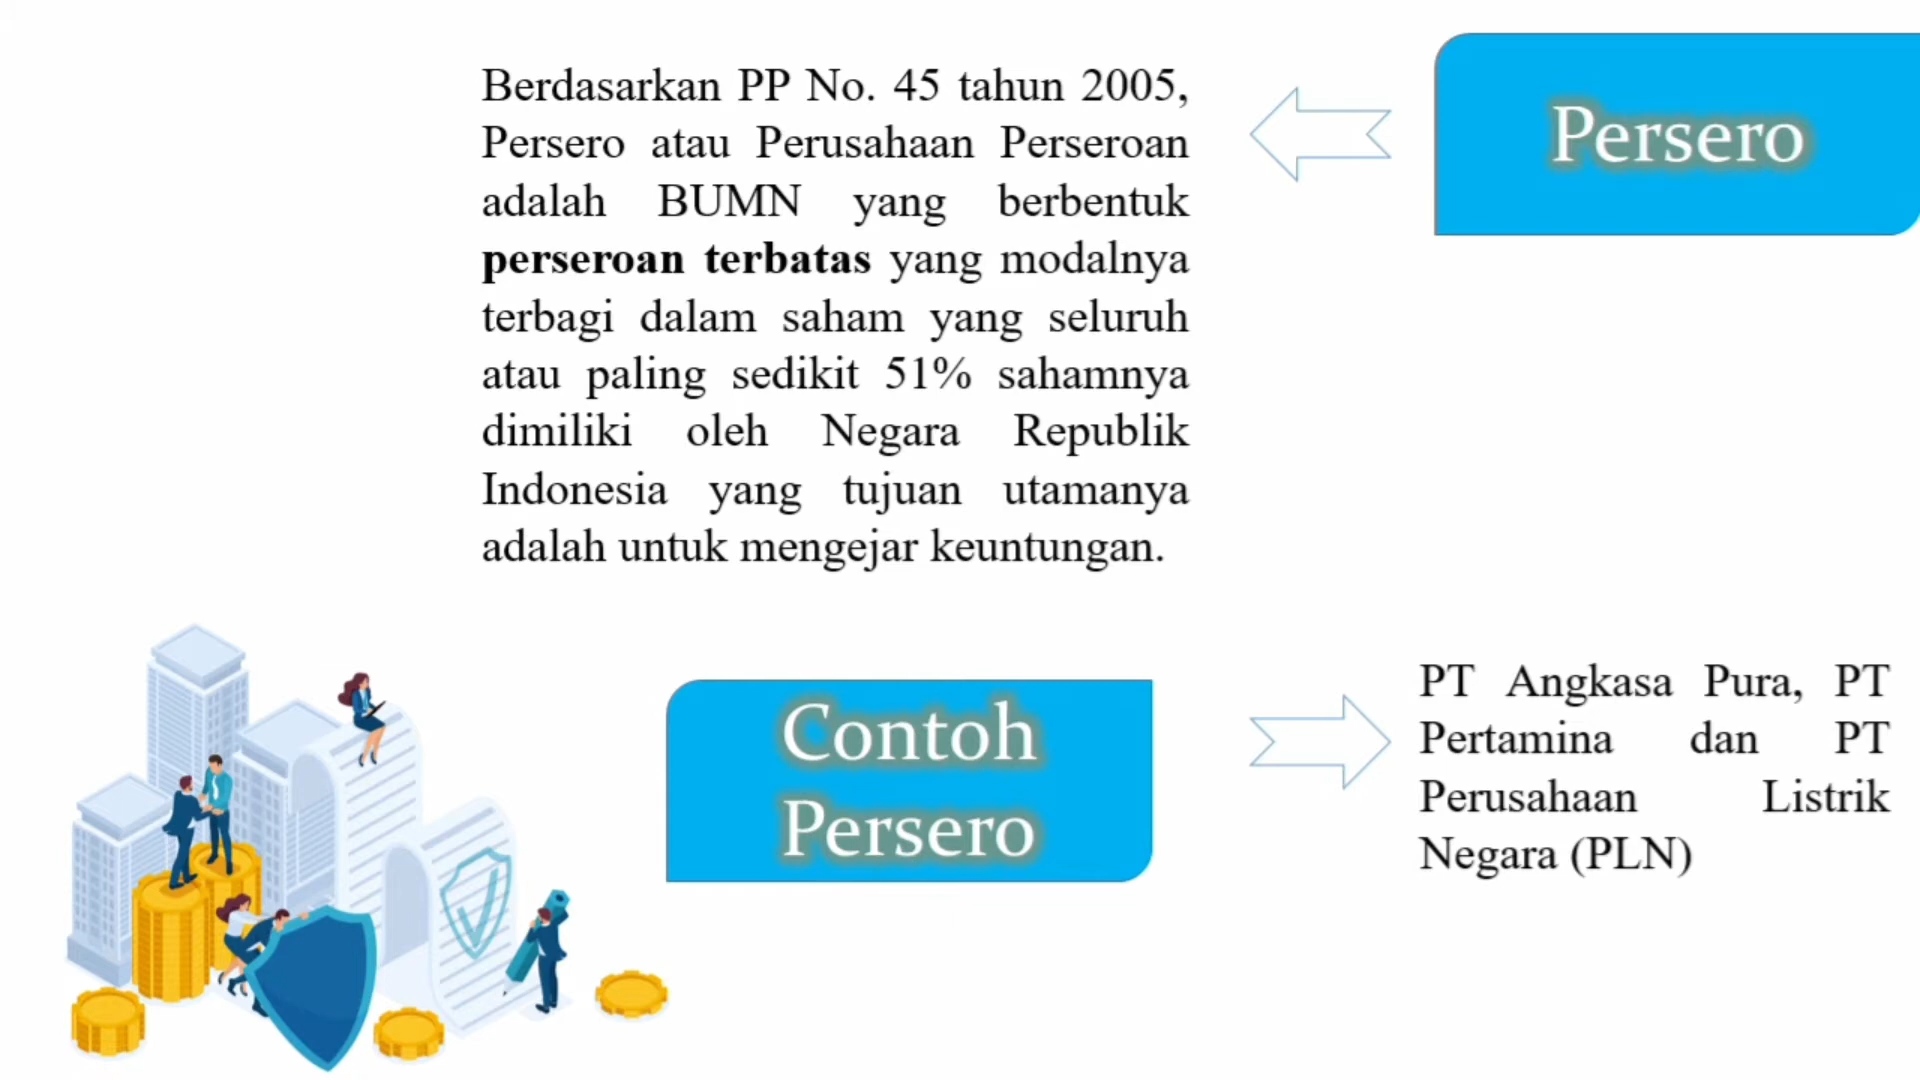 Berdasarkan PP No. 45 tahun 2005,
Persero atau Perusahaan Perseroan
adalah BUMN yang berbentuk
perseroan terbatas yang modalnya
terbagi dalam saham yang seluruh
atau paling sedikit 51% sahamnya
dimiliki oleh Negara Republik
Indonesia yang tujuan utamanya
adalah untuk mengejar keuntungan.
Persero
Contoh
Persero
PT Angkasa Pura, PT
Pertamina dan PT
Perusahaan Listrik
Negara (PLN)